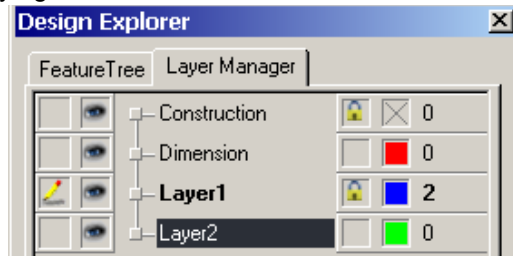 Design Explorer
FeatureTree Layer Manager
Construction 0
Dimension 0
Layer1 2
Layer2 0